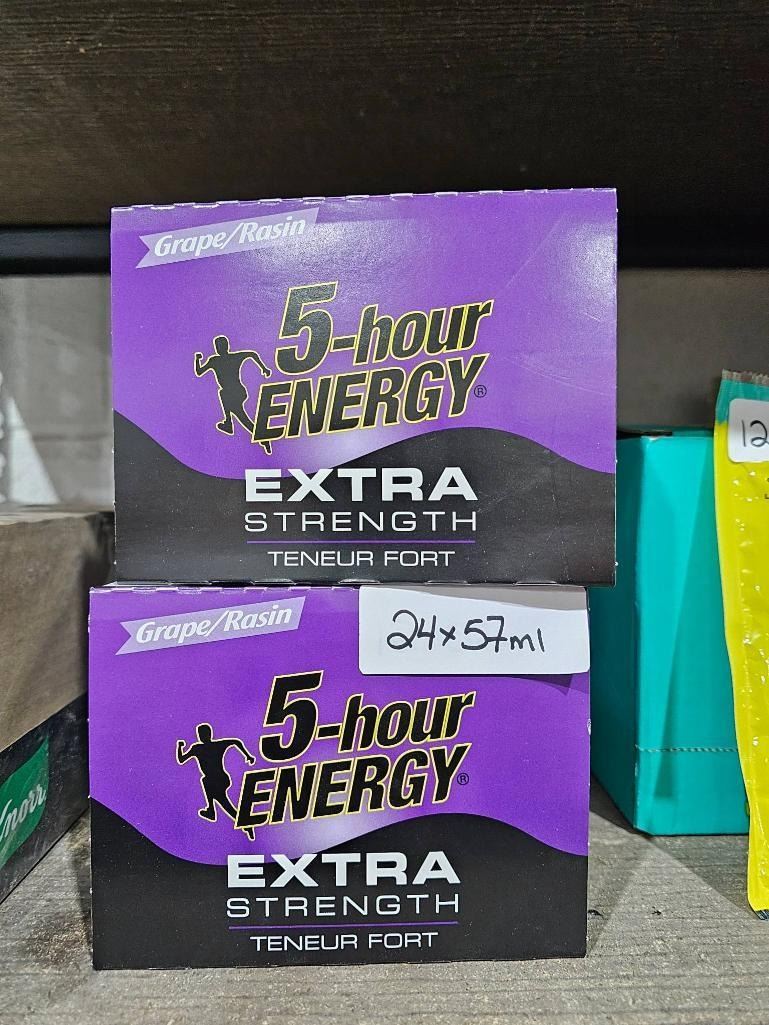 Grape/Rasin
5-hour
ENERGY®
EXTRA
STRENGTH
TENEUR FORT
Grape/Rasin
24x57ml
5-hour
ENERGY®
EXTRA
STRENGTH
TENEUR FORT
Knorr
12